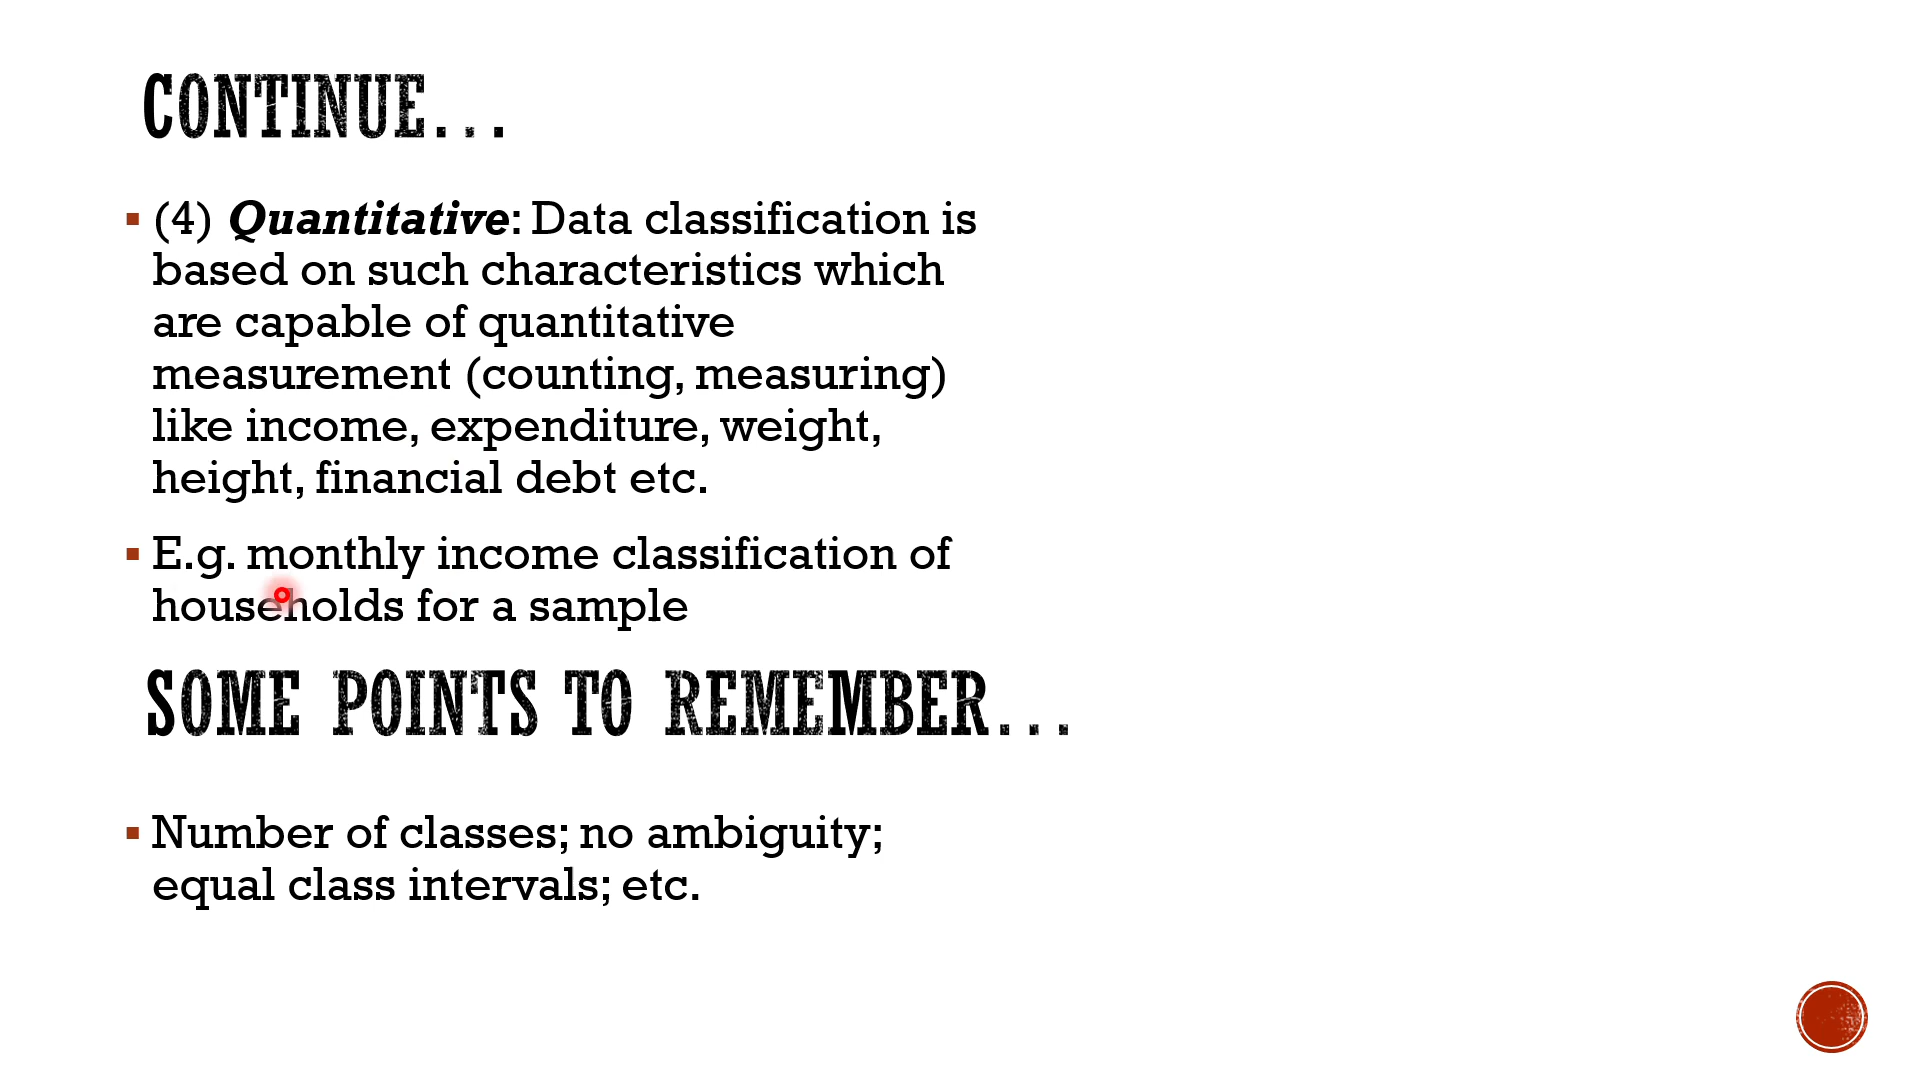 CONTINUE...
(4) Quantitative: Data classification is
based on such characteristics which
are capable of quantitative
measurement (counting, measuring)
like income, expenditure, weight,
height, financial debt etc.
E.g. monthly income classification of
households for a sample
SOME POINTS TO REMEMBER...
Number of classes; no ambiguity;
equal class intervals; etc.